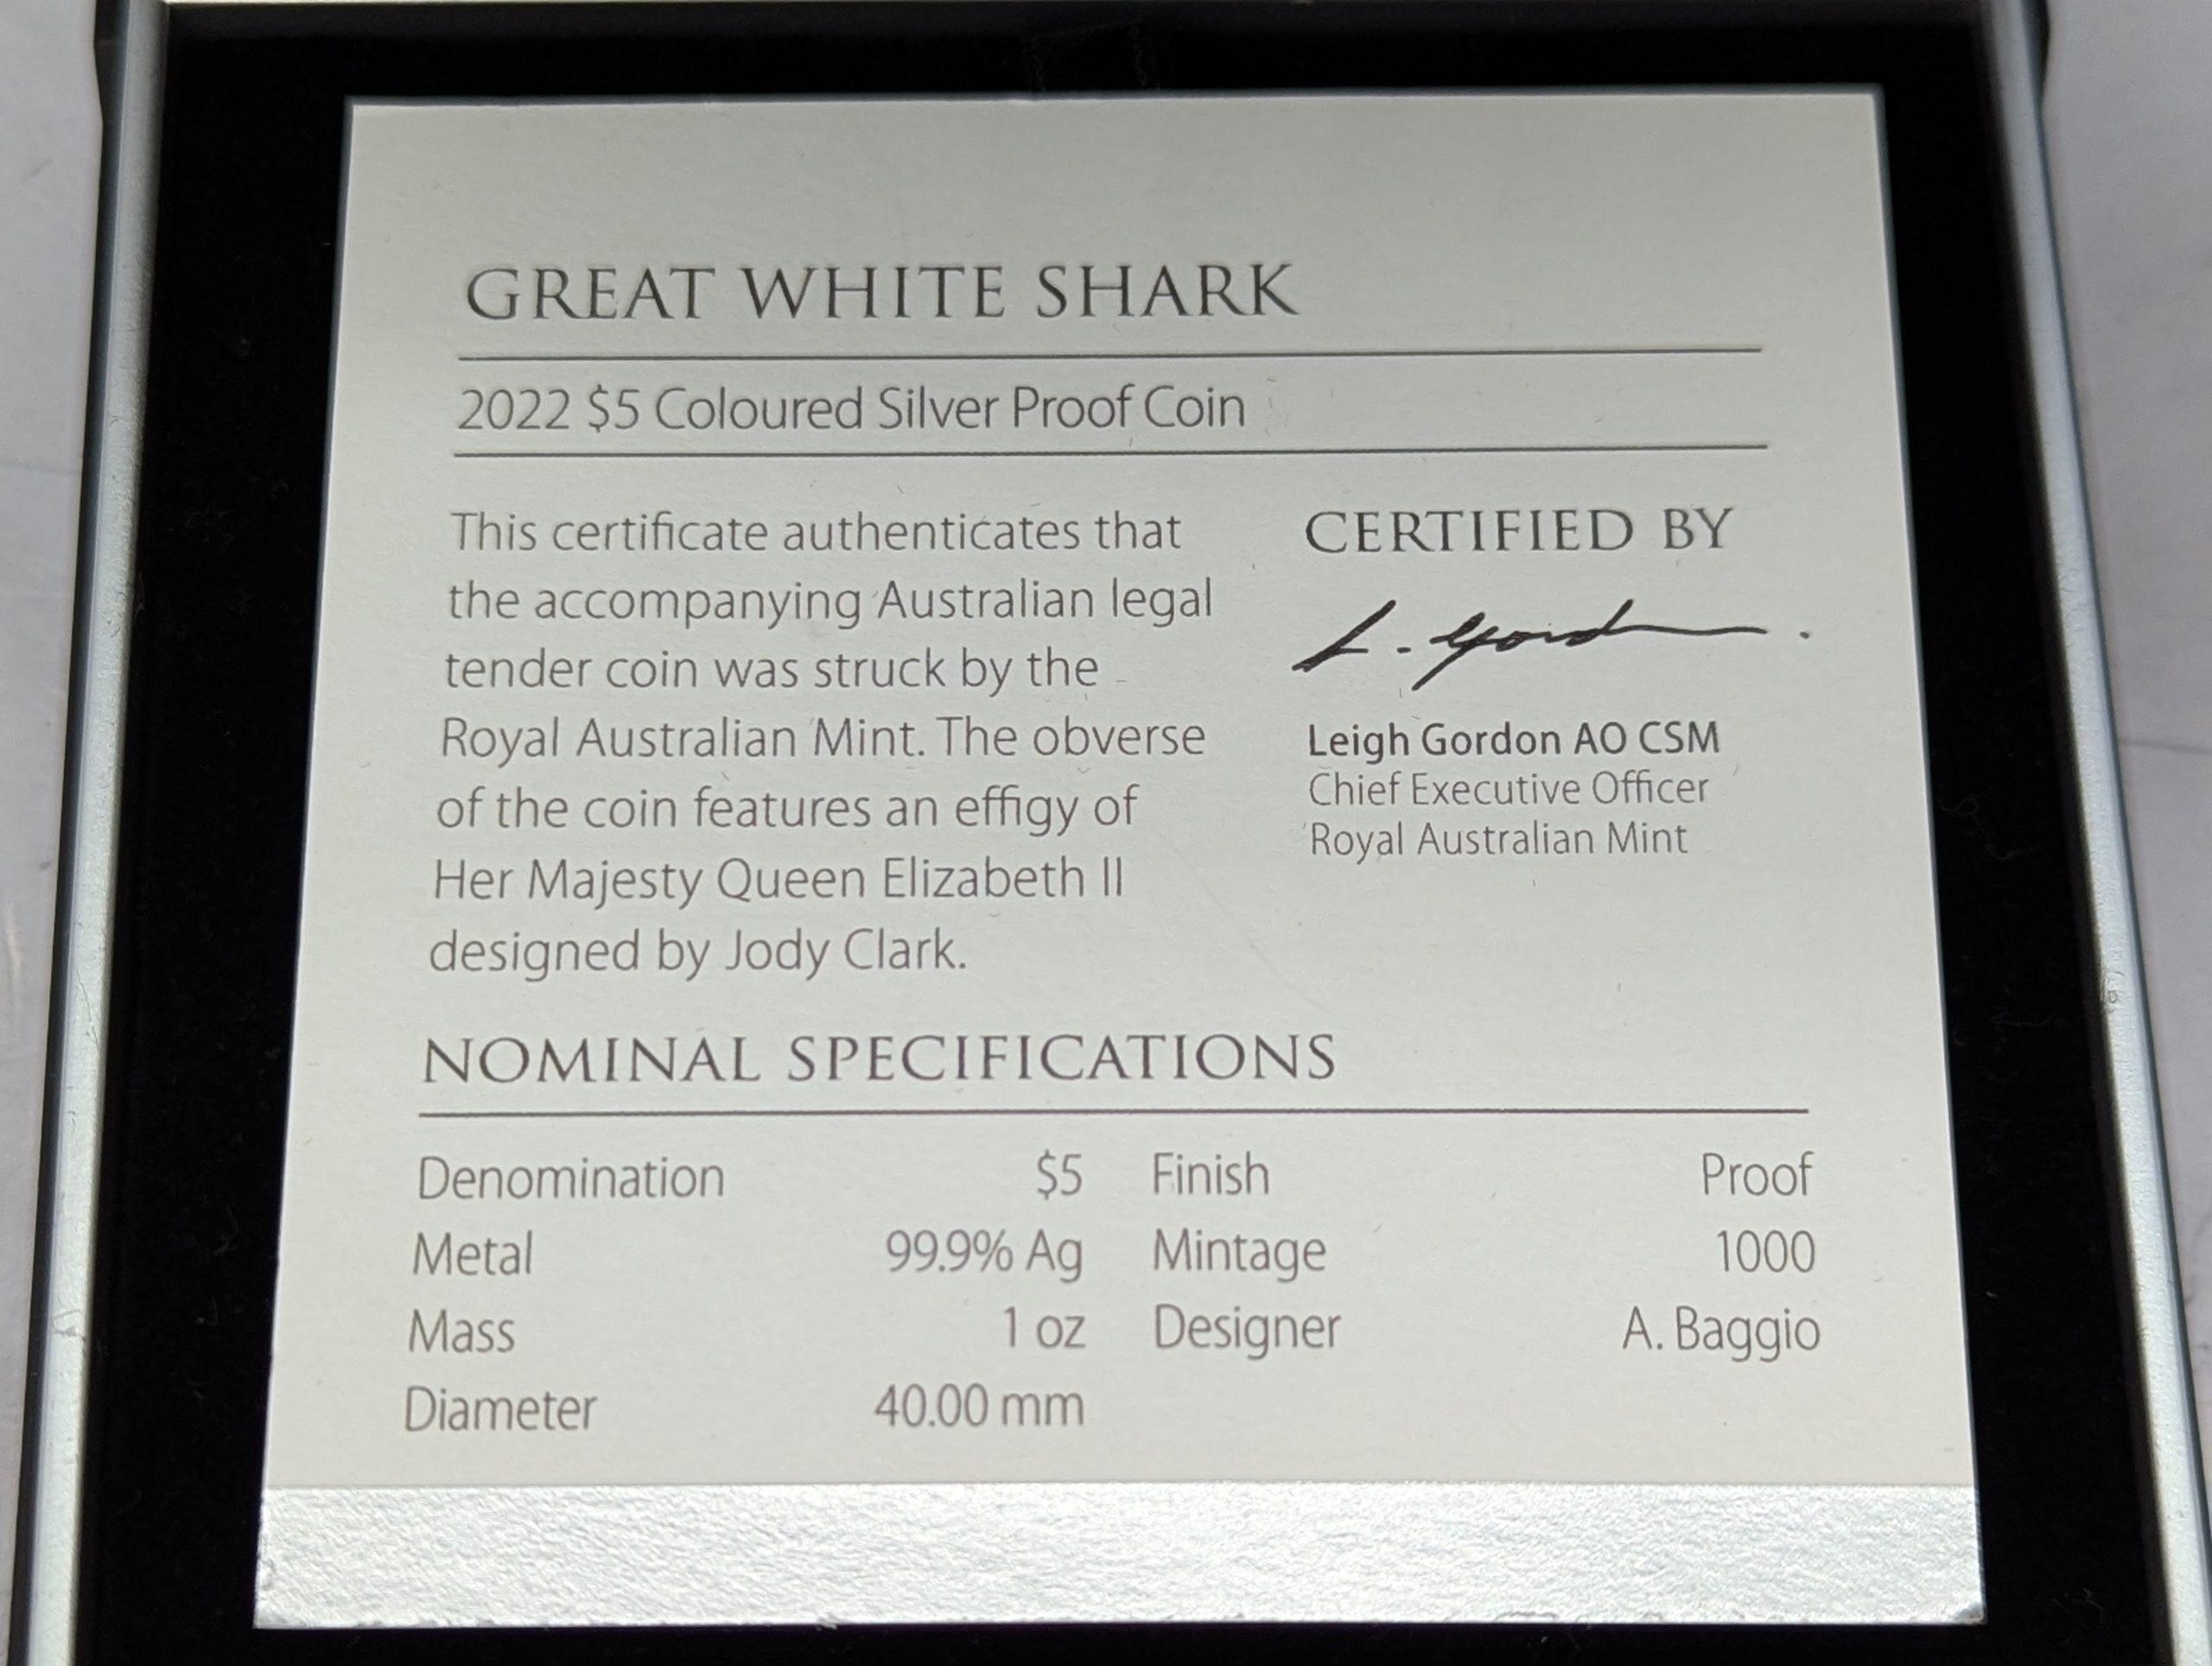 GREAT WHITE SHARK
2022 $5 Coloured Silver Proof Coin
This certificate authenticates that
the accompanying Australian legal
tender coin was struck by the
Royal Australian Mint. The obverse
of the coin features an effigy of
Her Majesty Queen Elizabeth II
designed by Jody Clark.
CERTIFIED BY
L. Gordon.
Leigh Gordon AO CSM
Chief Executive Officer
Royal Australian Mint
NOMINAL SPECIFICATIONS
Denomination $5 Finish Proof
Metal 99.9% Ag Mintage 1000
Mass 1 oz Designer A. Baggio
Diameter 40.00 mm